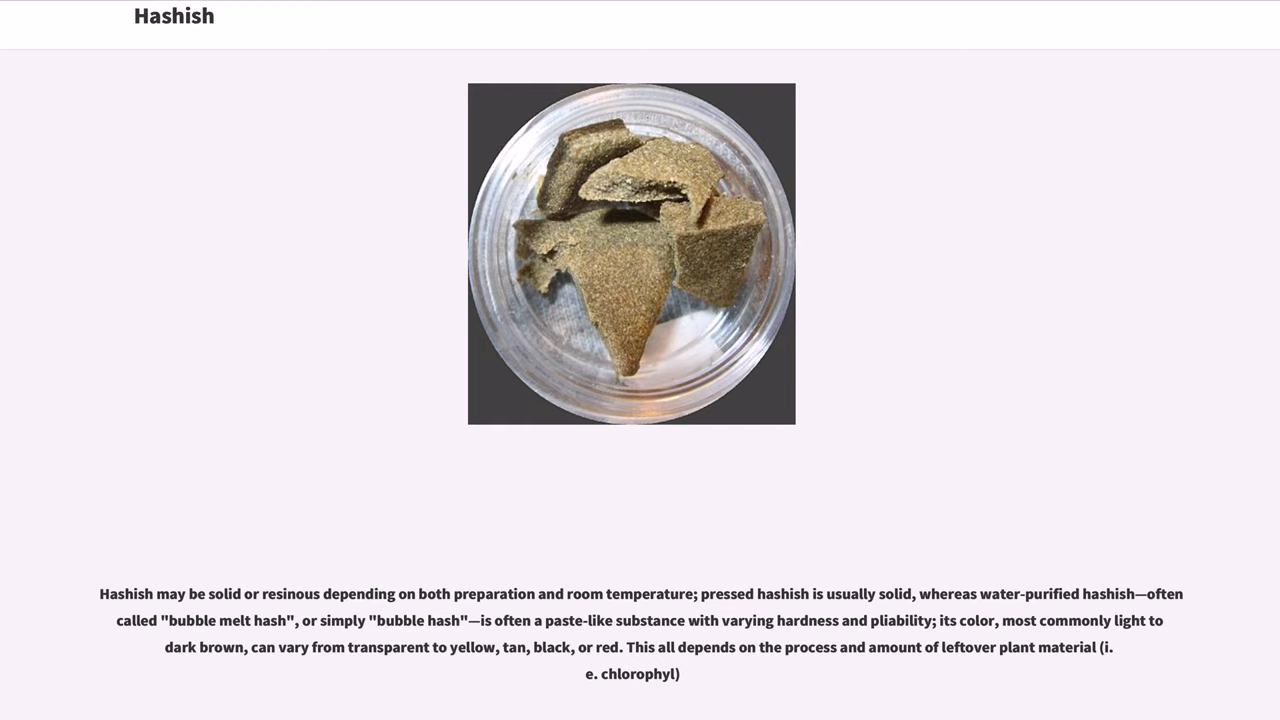 Hashish
Hashish may be solid or resinous depending on both preparation and room temperature; pressed hashish is usually solid, whereas water-purified hashish—often
called "bubble melt hash", or simply "bubble hash"—is often a paste-like substance with varying hardness and pliability; its color, most commonly light to
dark brown, can vary from transparent to yellow, tan, black, or red. This all depends on the process and amount of leftover plant material (i.
e. chlorophyll)